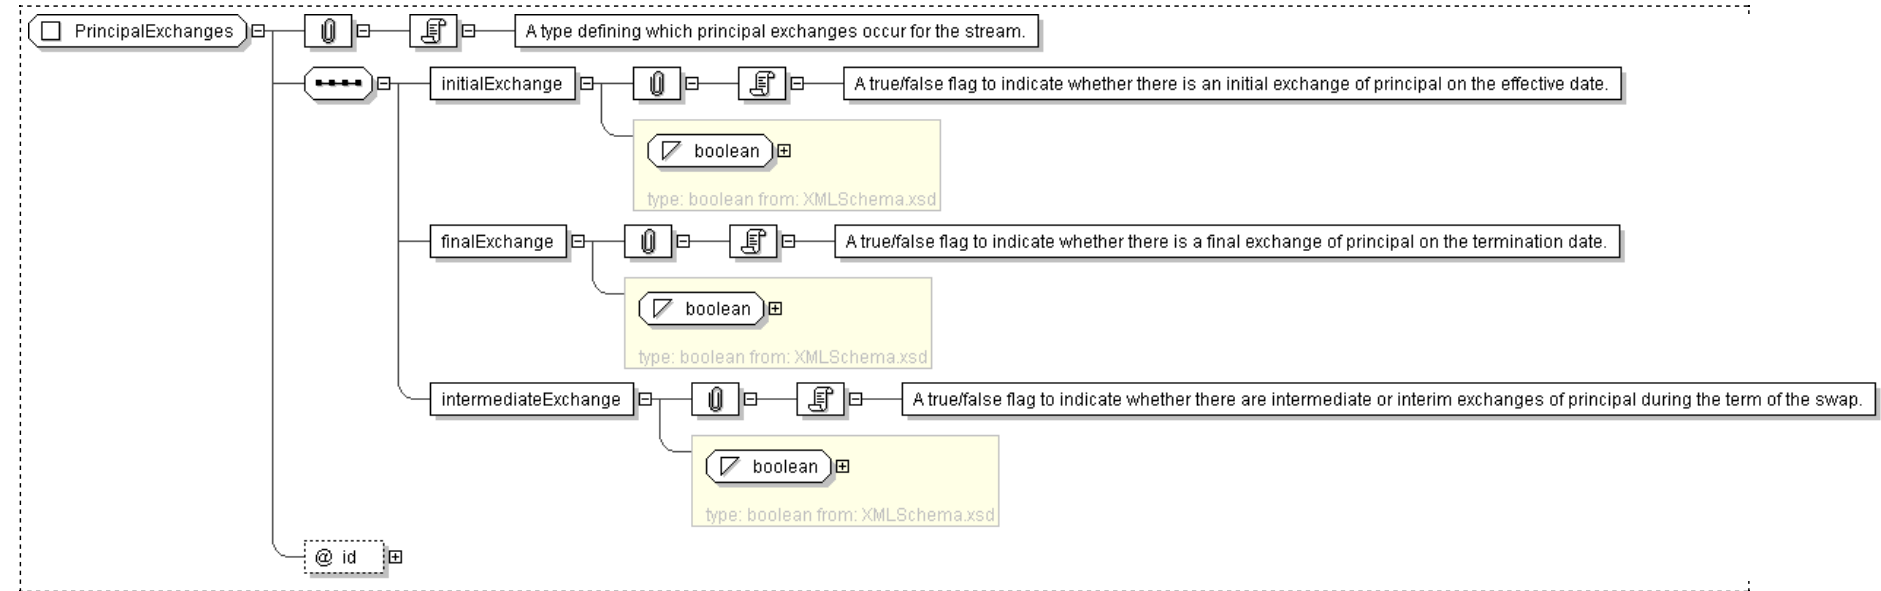 PrincipalExchanges
A type defining which principal exchanges occur for the stream.
initialExchange
A true/false flag to indicate whether there is an initial exchange of principal on the effective date.
boolean
type: boolean from: XMLSchema.xsd
finalExchange
A true/false flag to indicate whether there is a final exchange of principal on the termination date.
boolean
type: boolean from: XMLSchema.xsd
intermediateExchange
A true/false flag to indicate whether there are intermediate or interim exchanges of principal during the term of the swap.
boolean
type: boolean from: XMLSchema.xsd
@ id